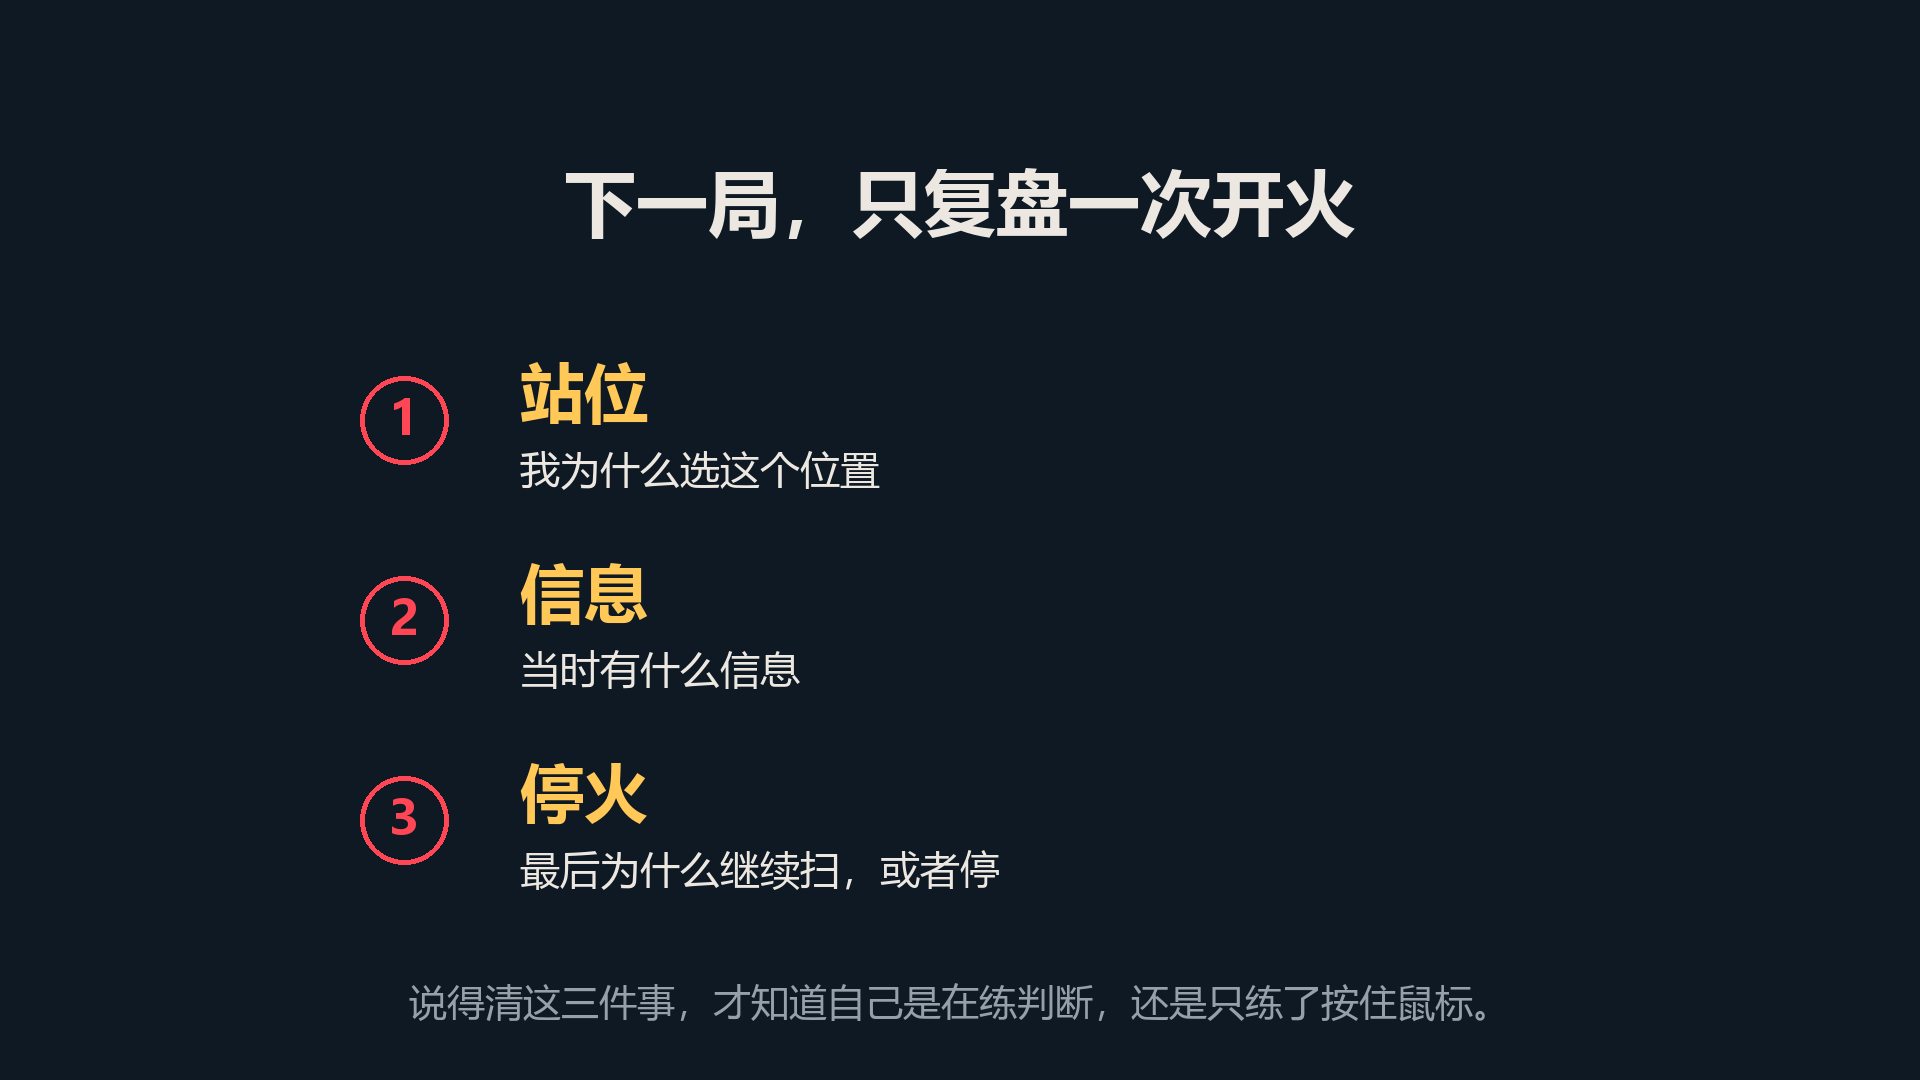 下一局，只复盘一次开火
1
站位
我为什么选这个位置
2
信息
当时有什么信息
3
停火
最后为什么继续扫，或者停
说得清这三件事，才知道自己是在练判断，还是只练了按住鼠标。